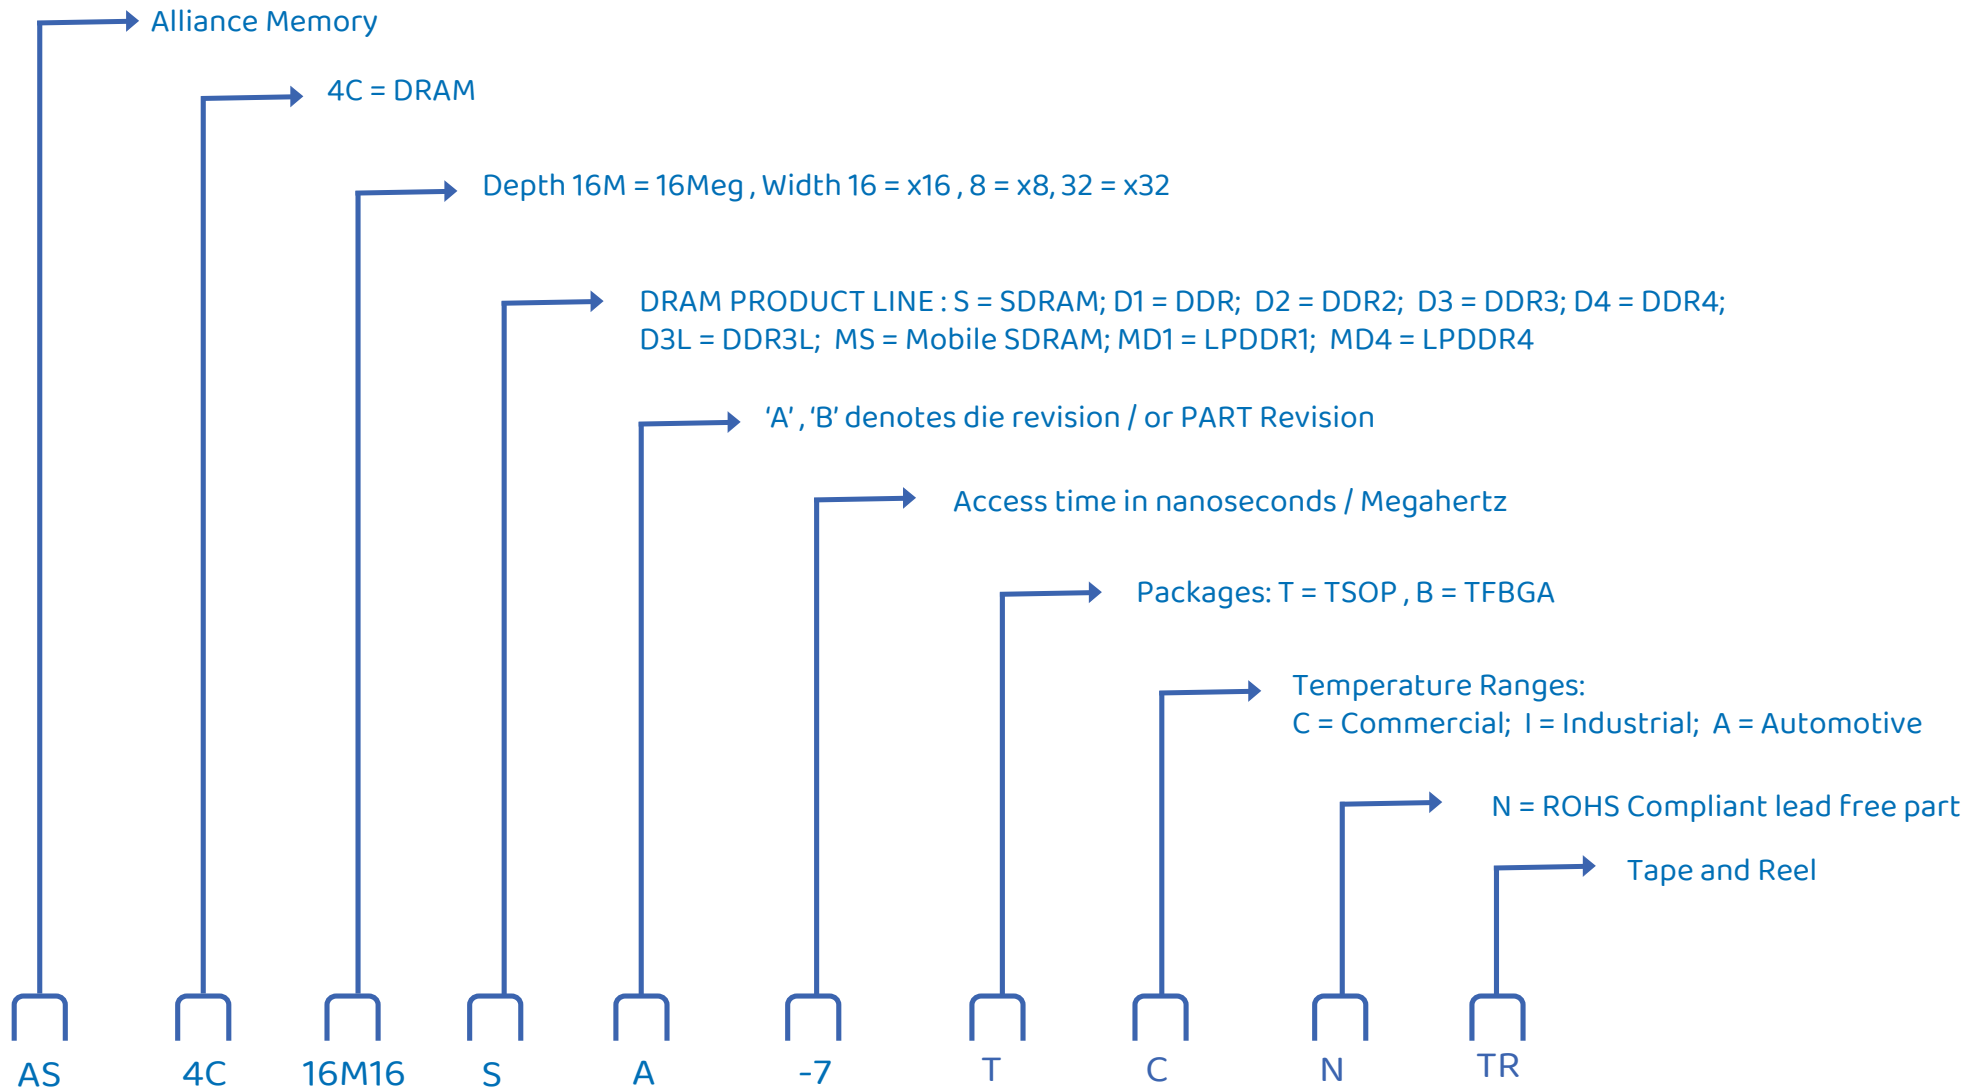 Alliance Memory
4C = DRAM
Depth 16M = 16Meg , Width 16 = x16 , 8 = x8, 32 = x32
DRAM PRODUCT LINE : S = SDRAM; D1 = DDR; D2 = DDR2; D3 = DDR3; D4 = DDR4;
D3L = DDR3L; MS = Mobile SDRAM; MD1 = LPDDR1; MD4 = LPDDR4
‘A’ , ‘B’ denotes die revision / or PART Revision
Access time in nanoseconds / Megahertz
Packages: T = TSOP , B = TFBGA
Temperature Ranges:
C = Commercial; I = Industrial; A = Automotive
N = ROHS Compliant lead free part
Tape and Reel
AS 4C 16M16 S A -7 T C N TR